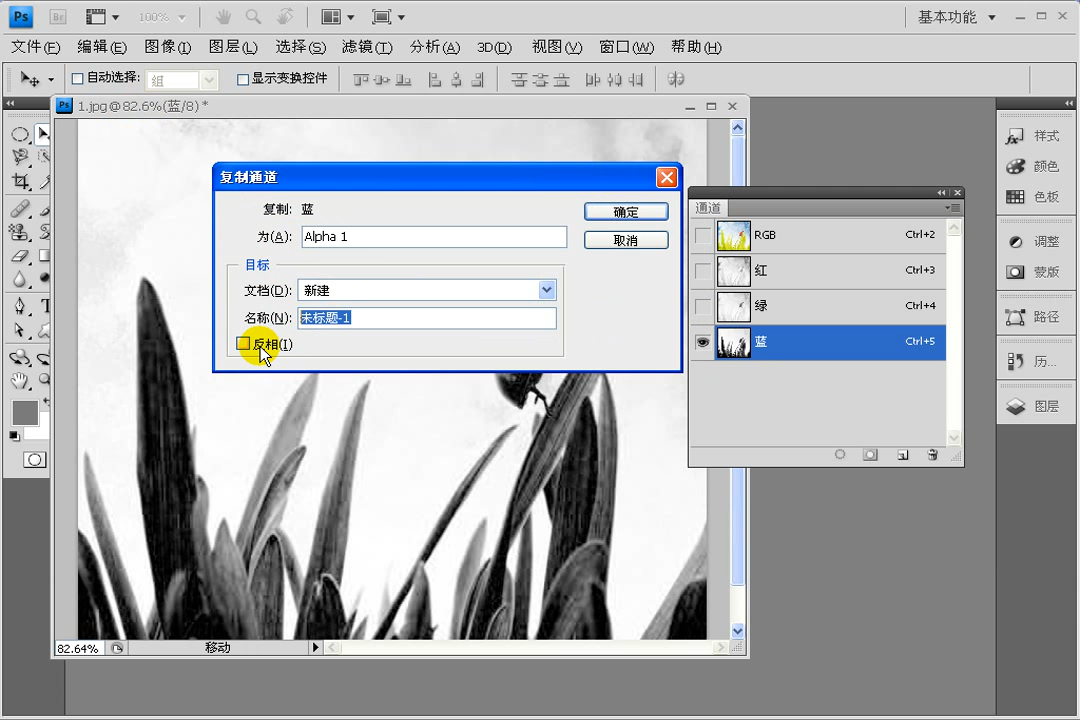 Ps Br 100% 基本功能
文件(F) 编辑(E) 图像(I) 图层(L) 选择(S) 滤镜(T) 分析(A) 3D(D) 视图(V) 窗口(W) 帮助(H)
自动选择: 组 显示变换控件
Ps 1.jpg @ 82.6%(蓝/8) *
复制通道
复制: 蓝
确定
为(A): Alpha 1
取消
目标
文档(D): 新建
名称(N): 未标题-1
反相(I)
通道
RGB Ctrl+2
红 Ctrl+3
绿 Ctrl+4
蓝 Ctrl+5
样式
颜色
色板
调整
蒙版
路径
历...
图层
82.64% 移动